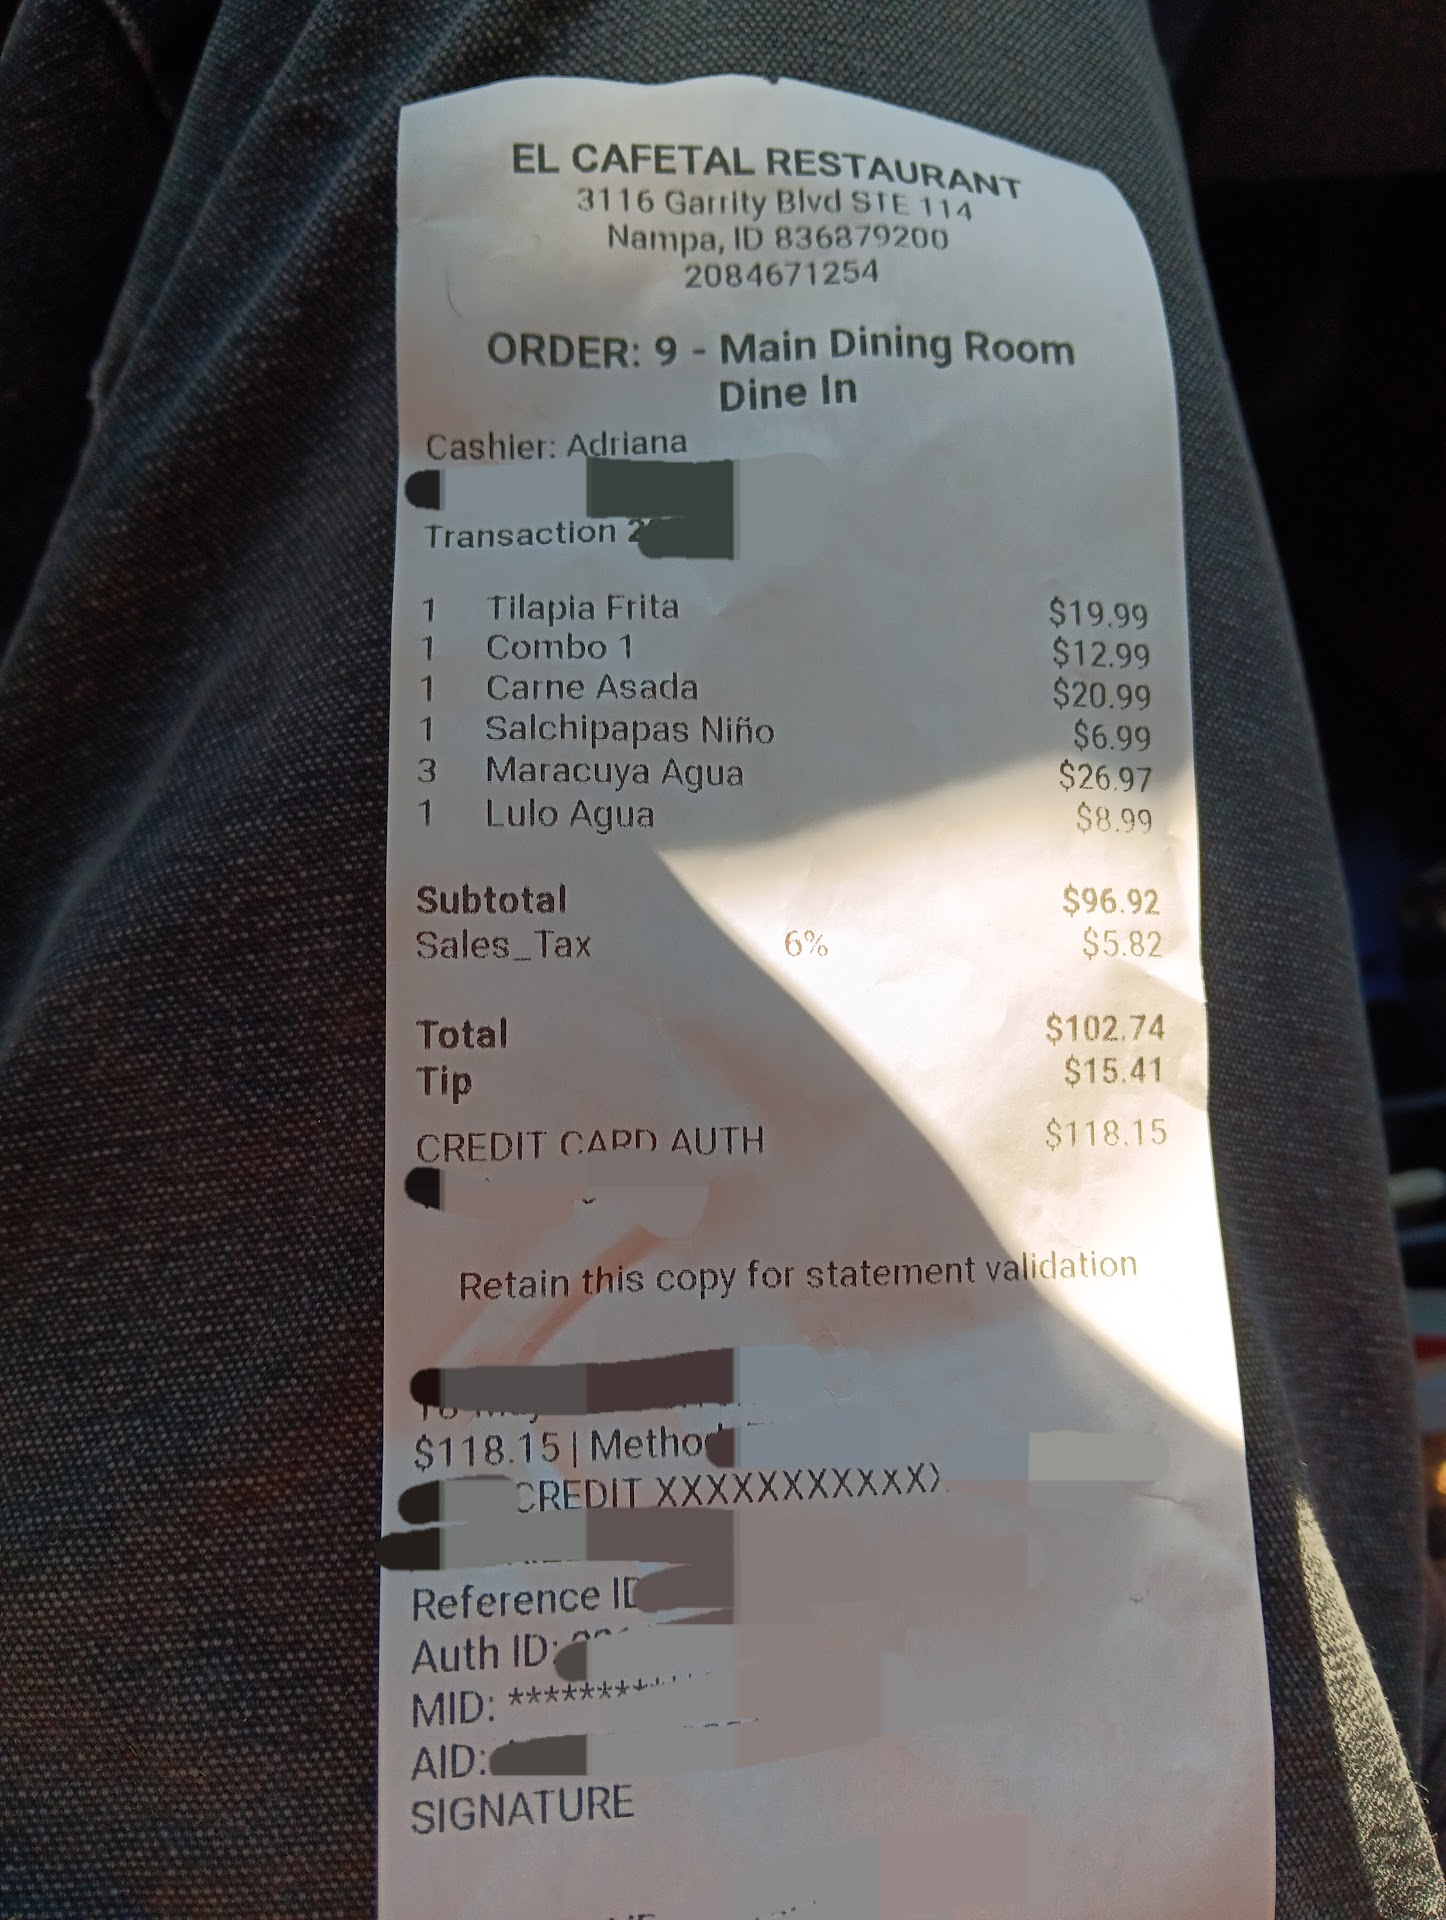 EL CAFETAL RESTAURANT
3116 Garrity Blvd STE 114
Nampa, ID 836879200
2084671254
ORDER: 9 - Main Dining Room
Dine In
Cashier: Adriana
Transaction
1 Tilapia Frita $19.99
1 Combo 1 $12.99
1 Carne Asada $20.99
1 Salchipapas Niño $6.99
3 Maracuya Agua $26.97
1 Lulo Agua $8.99
Subtotal $96.92
Sales_Tax 6% $5.82
Total $102.74
Tip $15.41
CREDIT CARD AUTH $118.15
Retain this copy for statement validation
$118.15 | Method
CREDIT XXXXXXXXXXXX
Reference ID
Auth ID:
MID: *********
AID:
SIGNATURE